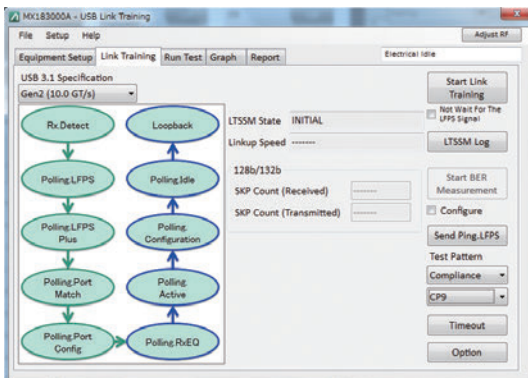 MX183000A - USB Link Training
File Setup Help
Adjust RF
Equipment Setup Link Training Run Test Graph Report
Electrical Idle
USB 3.1 Specification
Gen2 (10.0 GT/s)
Rx.Detect
Polling.LFPS
Polling.LFPS
Plus
Polling.Port
Match
Polling.Port
Config
Polling.RxEQ
Polling.
Active
Polling.
Configuration
Polling.Idle
Loopback
LTSSM State INITIAL
Linkup Speed -------
128b/132b
SKP Count (Received) -------
SKP Count (Transmitted) -------
Start Link
Training
Not Wait For The
LFPS Signal
LTSSM Log
Start BER
Measurement
Configure
Send Ping.LFPS
Test Pattern
Compliance
CP9
Timeout
Option